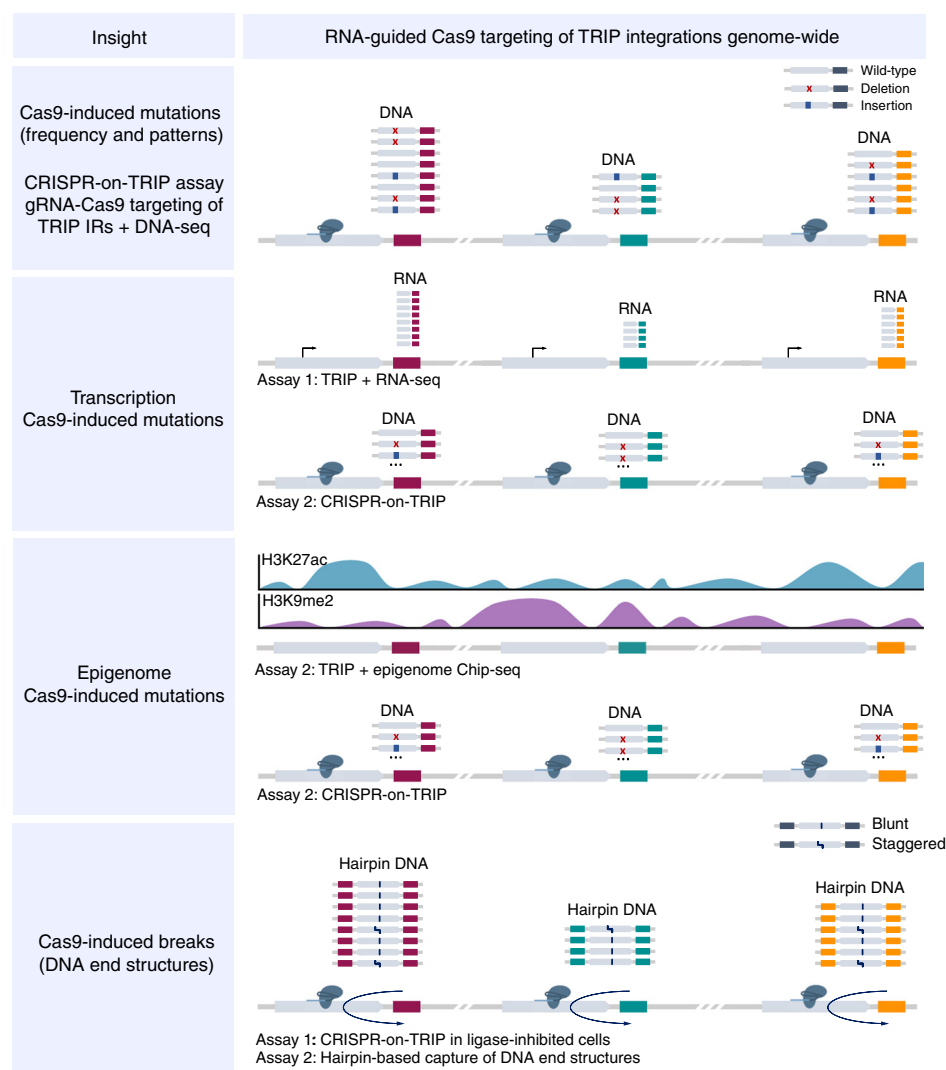 Insight
RNA-guided Cas9 targeting of TRIP integrations genome-wide
Cas9-induced mutations
(frequency and patterns)
CRISPR-on-TRIP assay
gRNA-Cas9 targeting of
TRIP IRs + DNA-seq
Wild-type
x Deletion
Insertion
DNA
DNA
DNA
Transcription
Cas9-induced mutations
RNA
RNA
RNA
Assay 1: TRIP + RNA-seq
DNA
DNA
DNA
...
...
...
Assay 2: CRISPR-on-TRIP
Epigenome
Cas9-induced mutations
H3K27ac
H3K9me2
Assay 2: TRIP + epigenome Chip-seq
DNA
DNA
DNA
...
...
...
Assay 2: CRISPR-on-TRIP
Cas9-induced breaks
(DNA end structures)
Blunt
Staggered
Hairpin DNA
Hairpin DNA
Hairpin DNA
Assay 1: CRISPR-on-TRIP in ligase-inhibited cells
Assay 2: Hairpin-based capture of DNA end structures